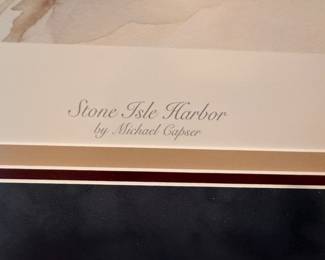 Stone Isle Harbor
by Michael Capser